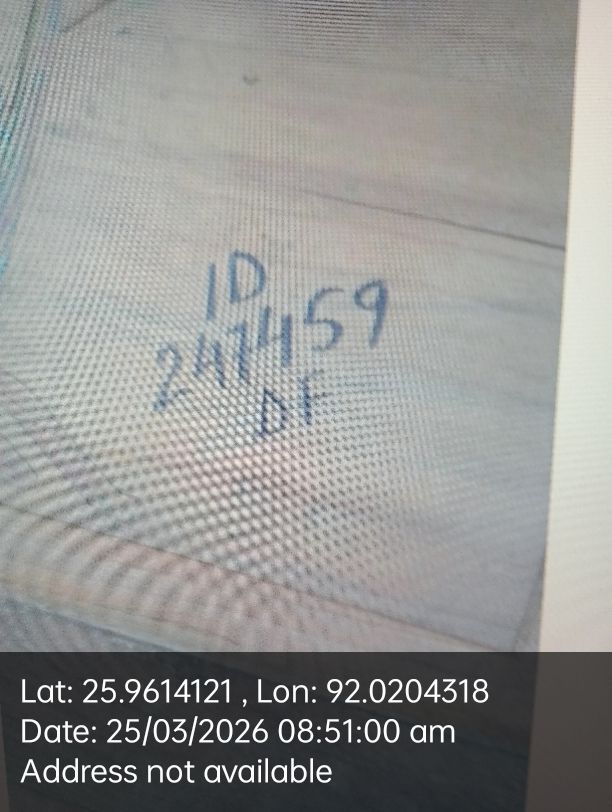 ID
247459
DF
Lat: 25.9614121 , Lon: 92.0204318
Date: 25/03/2026 08:51:00 am
Address not available